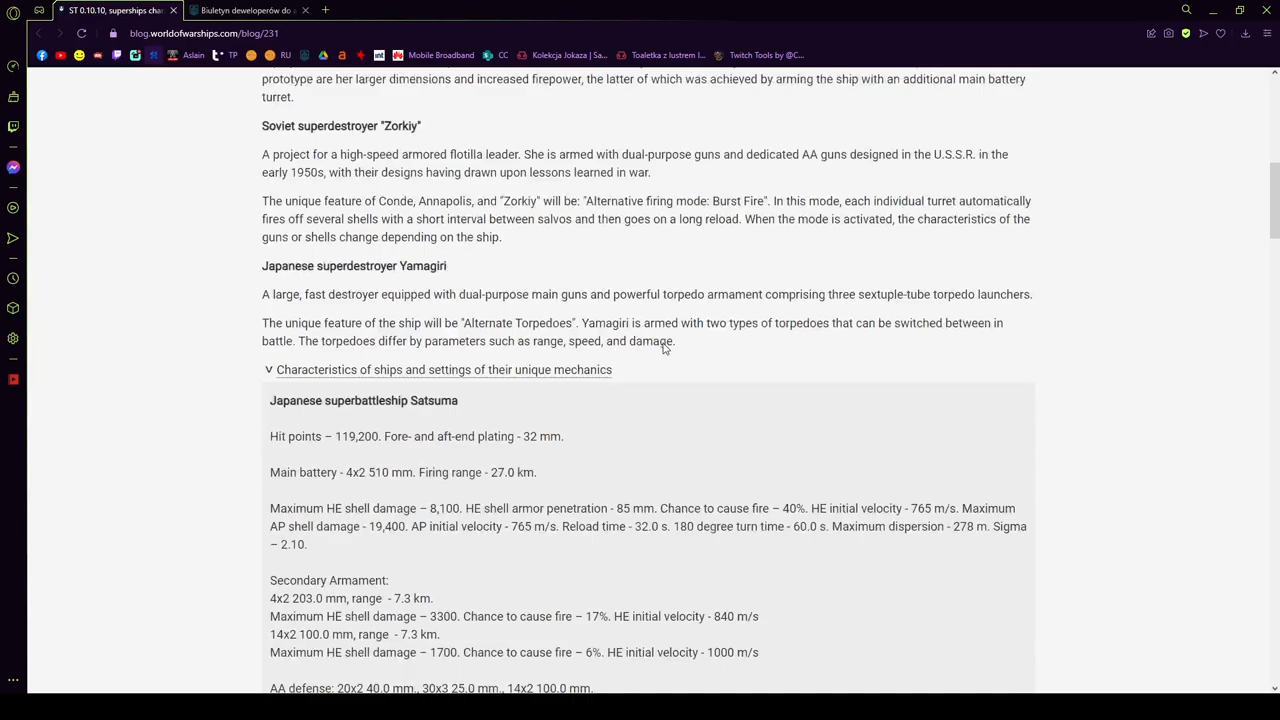 ST 0.10.10, superships cha
Biuletyn deweloperów do a
blog.worldofwarships.com/blog/231
Aslain TP RU Mobile Broadband CC Kolekcja Jokaza | Sa... Toaletka z lustrem l... Twitch Tools by @C...
prototype are her larger dimensions and increased firepower, the latter of which was achieved by arming the ship with an additional main battery
turret.
Soviet superdestroyer "Zorkiy"
A project for a high-speed armored flotilla leader. She is armed with dual-purpose guns and dedicated AA guns designed in the U.S.S.R. in the
early 1950s, with their designs having drawn upon lessons learned in war.
The unique feature of Conde, Annapolis, and "Zorkiy" will be: "Alternative firing mode: Burst Fire". In this mode, each individual turret automatically
fires off several shells with a short interval between salvos and then goes on a long reload. When the mode is activated, the characteristics of the
guns or shells change depending on the ship.
Japanese superdestroyer Yamagiri
A large, fast destroyer equipped with dual-purpose main guns and powerful torpedo armament comprising three sextuple-tube torpedo launchers.
The unique feature of the ship will be "Alternate Torpedoes". Yamagiri is armed with two types of torpedoes that can be switched between in
battle. The torpedoes differ by parameters such as range, speed, and damage.
Characteristics of ships and settings of their unique mechanics
Japanese superbattleship Satsuma
Hit points – 119,200. Fore- and aft-end plating - 32 mm.
Main battery - 4x2 510 mm. Firing range - 27.0 km.
Maximum HE shell damage – 8,100. HE shell armor penetration - 85 mm. Chance to cause fire – 40%. HE initial velocity - 765 m/s. Maximum
AP shell damage - 19,400. AP initial velocity - 765 m/s. Reload time - 32.0 s. 180 degree turn time - 60.0 s. Maximum dispersion - 278 m. Sigma
– 2.10.
Secondary Armament:
4x2 203.0 mm, range - 7.3 km.
Maximum HE shell damage – 3300. Chance to cause fire – 17%. HE initial velocity - 840 m/s
14x2 100.0 mm, range - 7.3 km.
Maximum HE shell damage – 1700. Chance to cause fire – 6%. HE initial velocity - 1000 m/s
AA defense: 20x2 40.0 mm., 30x3 25.0 mm., 14x2 100.0 mm.